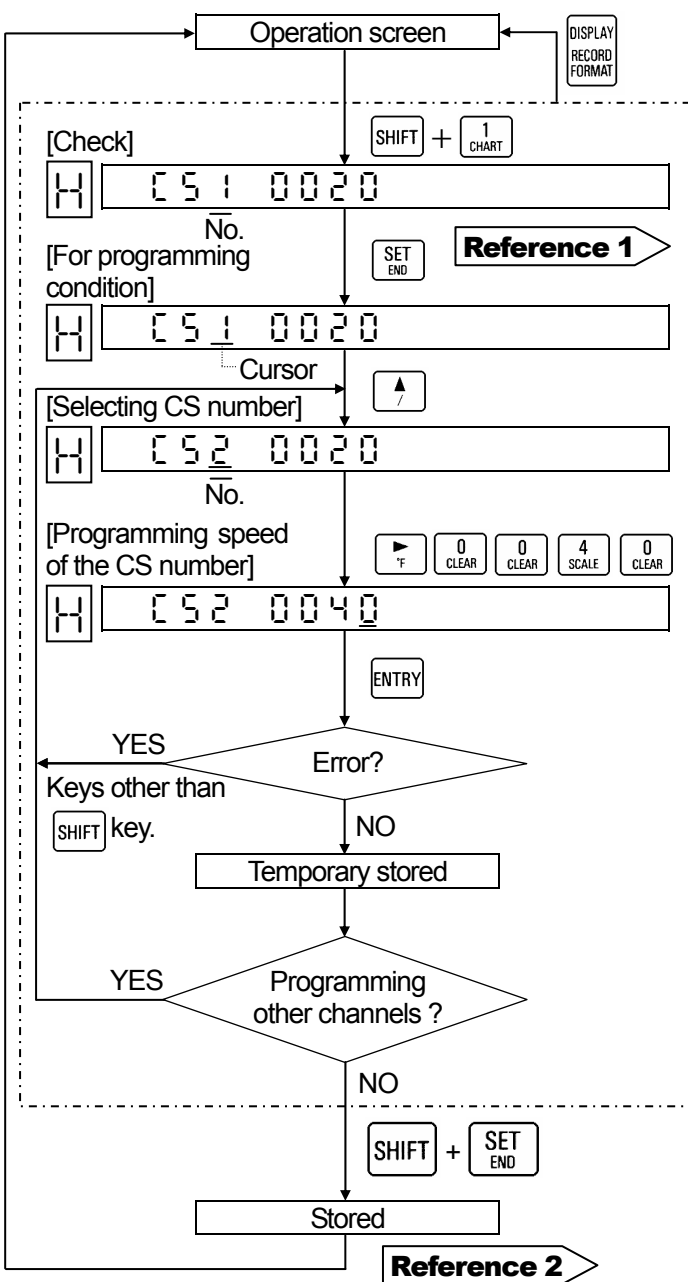 Operation screen
DISPLAY
RECORD
FORMAT
[Check]
SHIFT + 1
CHART
H CS1 0020
No.
[For programming
condition]
SET
END
Reference 1
H CS1 0020
Cursor
▲
/
[Selecting CS number]
H CS2 0020
No.
[Programming speed
of the CS number]
► 0 0 4 0
°F CLEAR CLEAR SCALE CLEAR
H CS2 0040
ENTRY
YES
Error?
Keys other than
SHIFT key.
NO
Temporary stored
YES
Programming
other channels ?
NO
SHIFT + SET
END
Stored
Reference 2